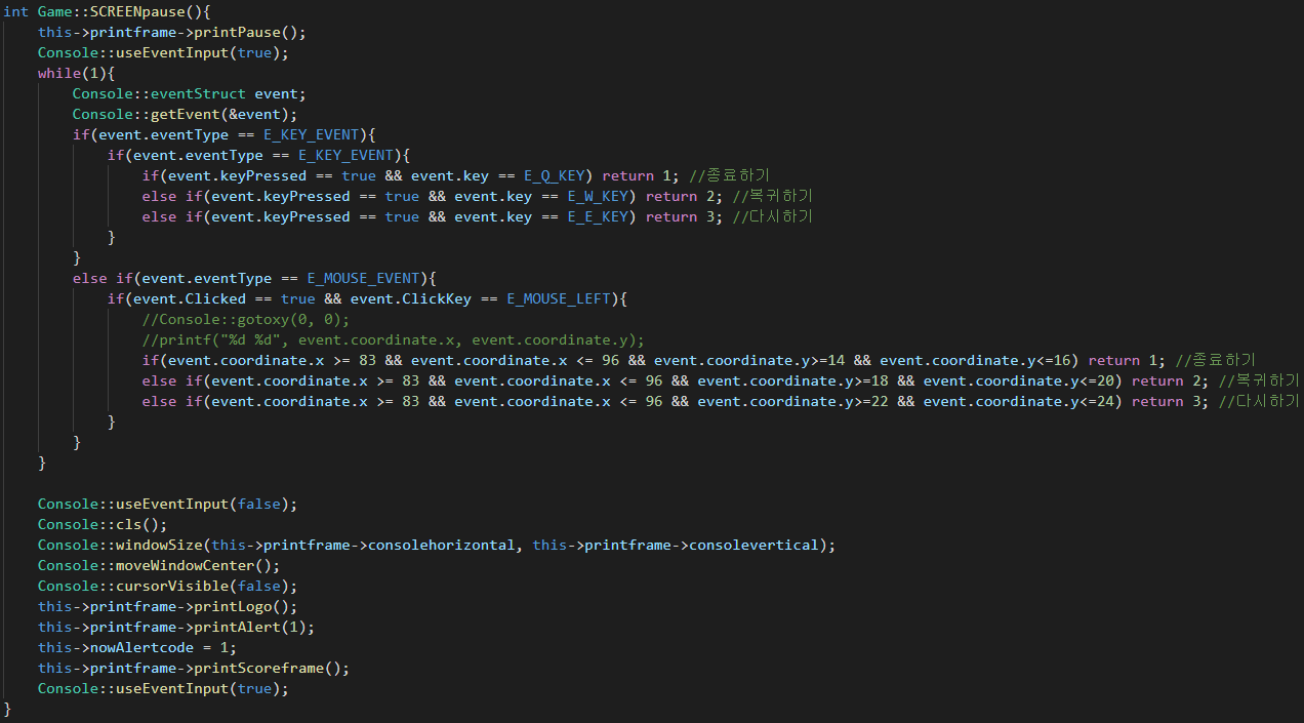 int Game::SCREENpause(){
    this->printframe->printPause();
    Console::useEventInput(true);
    while(1){
        Console::eventStruct event;
        Console::getEvent(&event);
        if(event.eventType == E_KEY_EVENT){
            if(event.eventType == E_KEY_EVENT){
                if(event.keyPressed == true && event.key == E_Q_KEY) return 1; //종료하기
                else if(event.keyPressed == true && event.key == E_W_KEY) return 2; //복귀하기
                else if(event.keyPressed == true && event.key == E_E_KEY) return 3; //다시하기
            }
        }
        else if(event.eventType == E_MOUSE_EVENT){
            if(event.Clicked == true && event.ClickKey == E_MOUSE_LEFT){
                //Console::gotoxy(0, 0);
                //printf("%d %d", event.coordinate.x, event.coordinate.y);
                if(event.coordinate.x >= 83 && event.coordinate.x <= 96 && event.coordinate.y>=14 && event.coordinate.y<=16) return 1; //종료하기
                else if(event.coordinate.x >= 83 && event.coordinate.x <= 96 && event.coordinate.y>=18 && event.coordinate.y<=20) return 2; //복귀하기
                else if(event.coordinate.x >= 83 && event.coordinate.x <= 96 && event.coordinate.y>=22 && event.coordinate.y<=24) return 3; //다시하기
            }
        }
    }

    Console::useEventInput(false);
    Console::cls();
    Console::windowSize(this->printframe->consolehorizontal, this->printframe->consolevertical);
    Console::moveWindowCenter();
    Console::cursorVisible(false);
    this->printframe->printLogo();
    this->printframe->printAlert(1);
    this->nowAlertcode = 1;
    this->printframe->printScoreframe();
    Console::useEventInput(true);
}